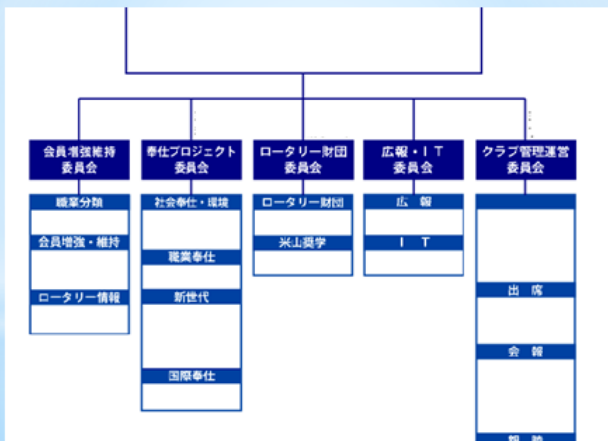 会員増強維持
委員会
職業分類
会員増強・維持
ロータリー情報
奉仕プロジェクト
委員会
社会奉仕・環境
職業奉仕
新世代
国際奉仕
ロータリー財団
委員会
ロータリー財団
米山奨学
広報・IT
委員会
広 報
I T
クラブ管理運営
委員会
出 席
会 報
親 睦